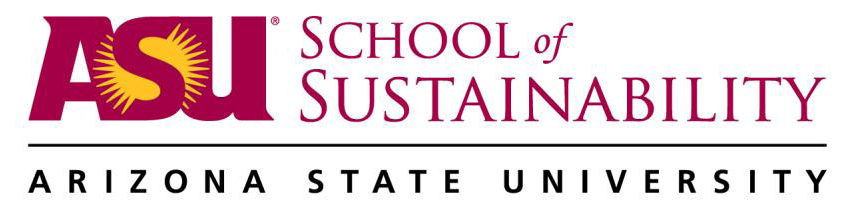 ASU® SCHOOL of
SUSTAINABILITY
ARIZONA STATE UNIVERSITY